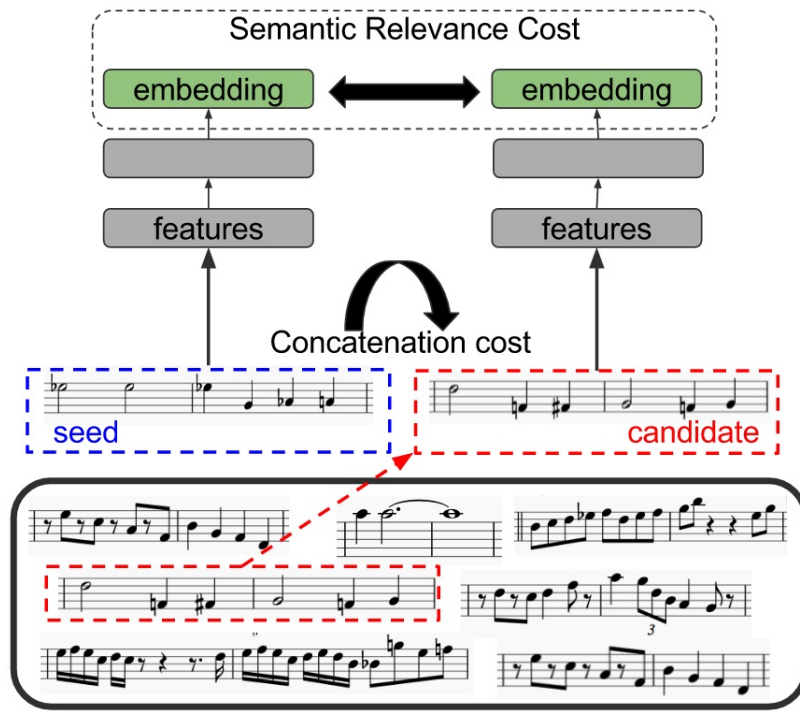 Semantic Relevance Cost
embedding embedding
features features
Concatenation cost
seed
candidate
3